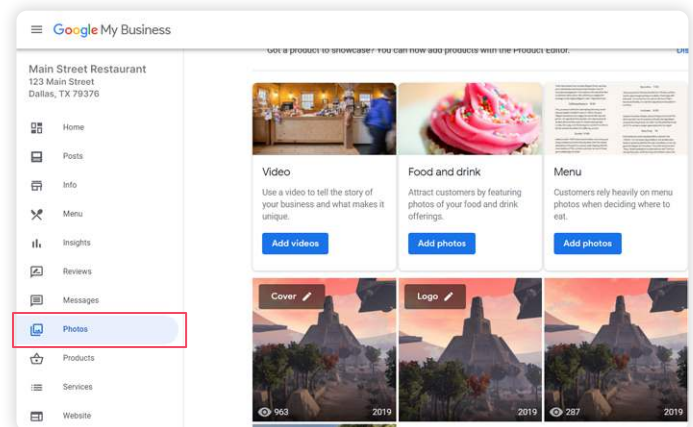 Google My Business
Got a product to showcase? You can now add products with the Product Editor.
Main Street Restaurant
123 Main Street
Dallas, TX 79376
Home
Posts
Info
Menu
Insights
Reviews
Messages
Photos
Products
Services
Website
Video
Use a video to tell the story of
your business and what makes it
unique.
Add videos
Food and drink
Attract customers by featuring
photos of your food and drink
offerings.
Add photos
Menu
Customers rely heavily on menu
photos when deciding where to
eat.
Add photos
Cover
Logo
963
2019
2019
287
2019